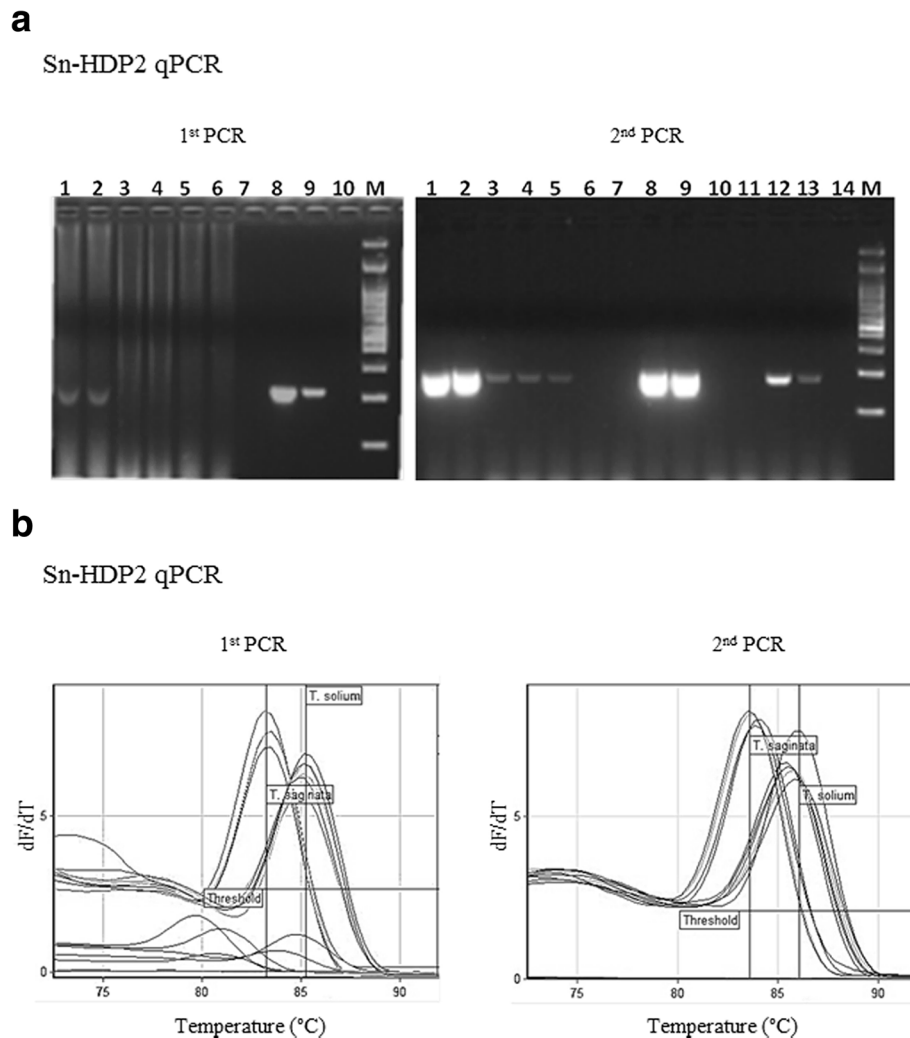 a
Sn-HDP2 qPCR
1st PCR
2nd PCR
1 2 3 4 5 6 7 8 9 10 M
1 2 3 4 5 6 7 8 9 10 11 12 13 14 M
b
Sn-HDP2 qPCR
1st PCR
2nd PCR
T. solium
T. saginata
Threshold
5
0
dF/dT
75 80 85 90
Temperature (°C)
T. saginata
T. solium
Threshold
5
0
dF/dT
75 80 85 90
Temperature (°C)